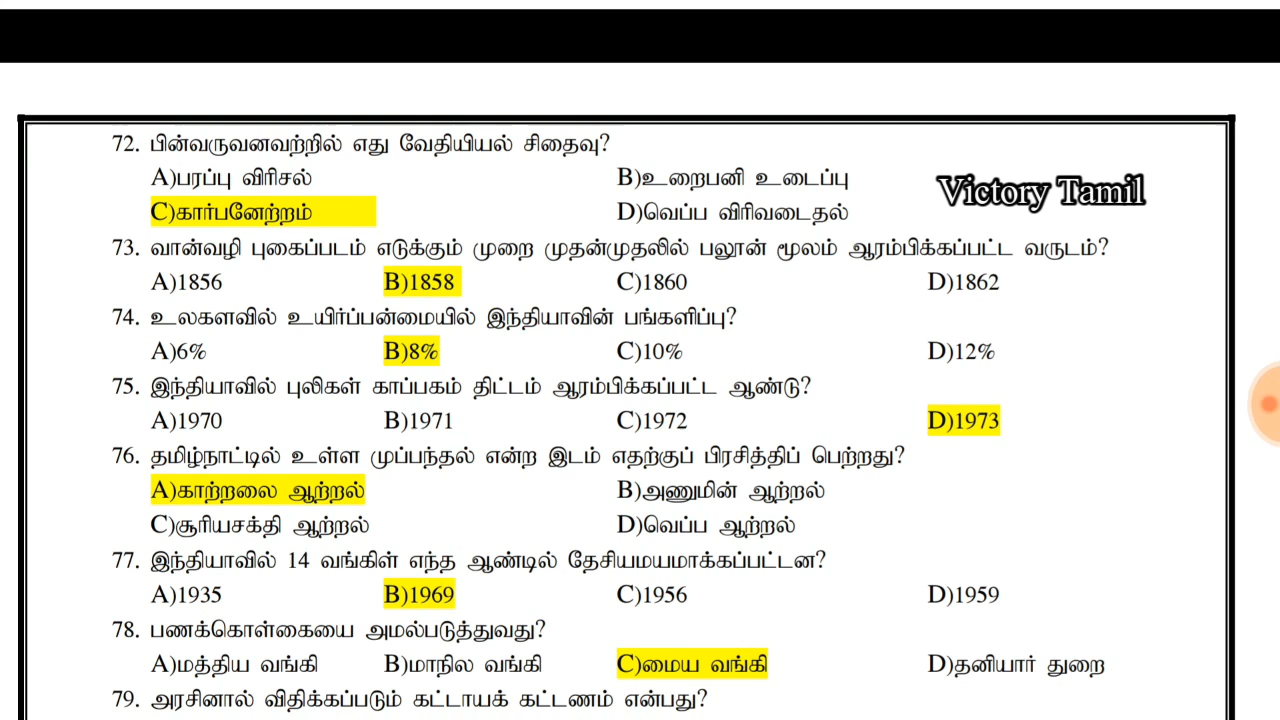 72. பின்வருவனவற்றில் எது வேதியியல் சிதைவு?
A)பரப்பு விரிசல் B)உறைபனி உடைப்பு
Victory Tamil
C)கார்பனேற்றம் D)வெப்ப விரிவடைதல்
73. வான்வழி புகைப்படம் எடுக்கும் முறை முதன்முதலில் பலூன் மூலம் ஆரம்பிக்கப்பட்ட வருடம்?
A)1856 B)1858 C)1860 D)1862
74. உலகளவில் உயிர்ப்பன்மையில் இந்தியாவின் பங்களிப்பு?
A)6% B)8% C)10% D)12%
75. இந்தியாவில் புலிகள் காப்பகம் திட்டம் ஆரம்பிக்கப்பட்ட ஆண்டு?
A)1970 B)1971 C)1972 D)1973
76. தமிழ்நாட்டில் உள்ள முப்பந்தல் என்ற இடம் எதற்குப் பிரசித்திப் பெற்றது?
A)காற்றலை ஆற்றல் B)அணுமின் ஆற்றல்
C)சூரியசக்தி ஆற்றல் D)வெப்ப ஆற்றல்
77. இந்தியாவில் 14 வங்கிள் எந்த ஆண்டில் தேசியமயமாக்கப்பட்டன?
A)1935 B)1969 C)1956 D)1959
78. பணக்கொள்கையை அமல்படுத்துவது?
A)மத்திய வங்கி B)மாநில வங்கி C)மைய வங்கி D)தனியார் துறை
79. அரசினால் விதிக்கப்படும் கட்டாயக் கட்டணம் என்பது?